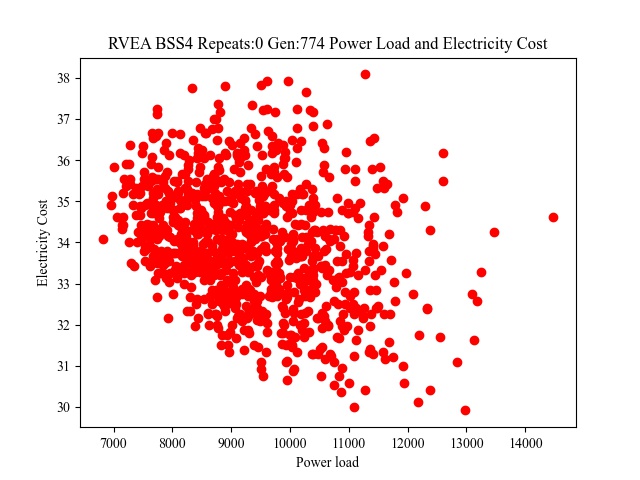 RVEA BSS4 Repeats:0 Gen:774 Power Load and Electricity Cost
38
37
36
35
34
33
32
31
30
Electricity Cost
7000 8000 9000 10000 11000 12000 13000 14000
Power load